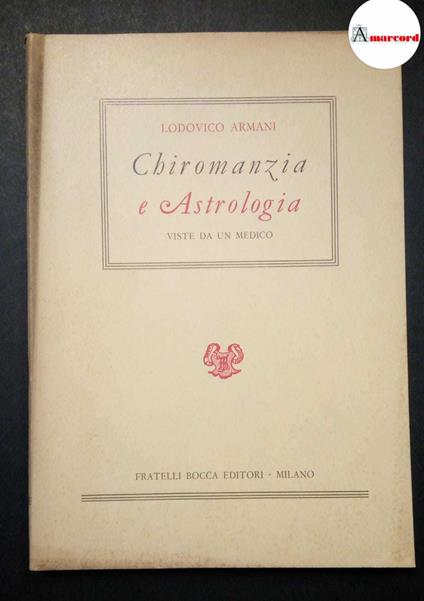 Amarcord
LODOVICO ARMANI
Chiromanzia
e Astrologia
VISTE DA UN MEDICO
FRATELLI BOCCA EDITORI - MILANO